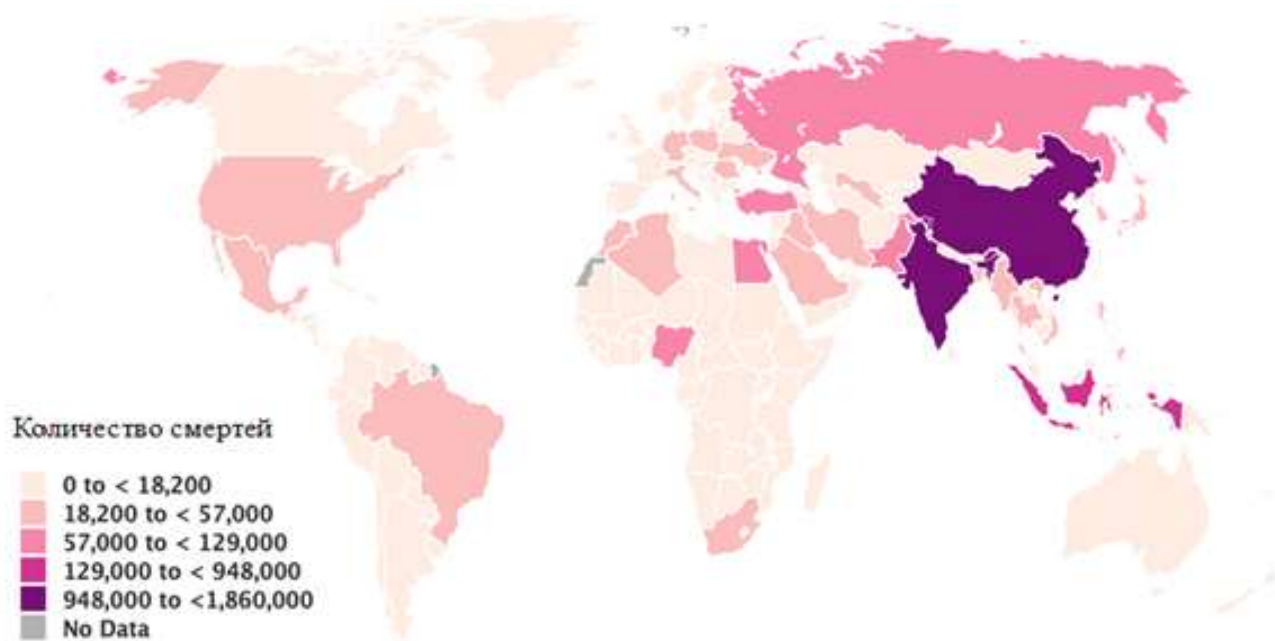 Количество смертей
0 to < 18,200
18,200 to < 57,000
57,000 to < 129,000
129,000 to < 948,000
948,000 to <1,860,000
No Data